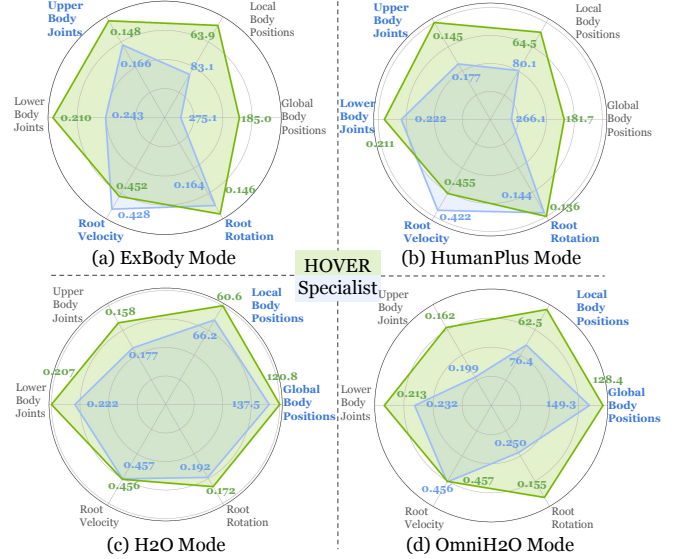 Upper
Body
Joints
Local
Body
Positions
0.148
63.9
0.166
83.1
Lower
Body
Joints
0.210
0.243
275.1
185.0
Global
Body
Positions
0.452
0.164
0.146
0.428
Root
Velocity
Root
Rotation
(a) ExBody Mode
Upper
Body
Joints
Local
Body
Positions
0.145
64.5
0.177
80.1
Lower
Body
Joints
0.222
0.211
266.1
181.7
Global
Body
Positions
0.455
0.144
0.136
0.422
Root
Velocity
Root
Rotation
(b) HumanPlus Mode
HOVER
Specialist
Upper
Body
Joints
Local
Body
Positions
0.158
60.6
0.177
66.2
0.207
Lower
Body
Joints
0.222
137.5
120.8
Global
Body
Positions
0.457
0.192
0.456
0.172
Root
Velocity
Root
Rotation
(c) H2O Mode
Upper
Body
Joints
Local
Body
Positions
0.162
62.5
0.199
76.4
Lower
Body
Joints
0.213
0.232
149.3
128.4
Global
Body
Positions
0.250
0.456
0.457
0.155
Root
Velocity
Root
Rotation
(d) OmniH2O Mode